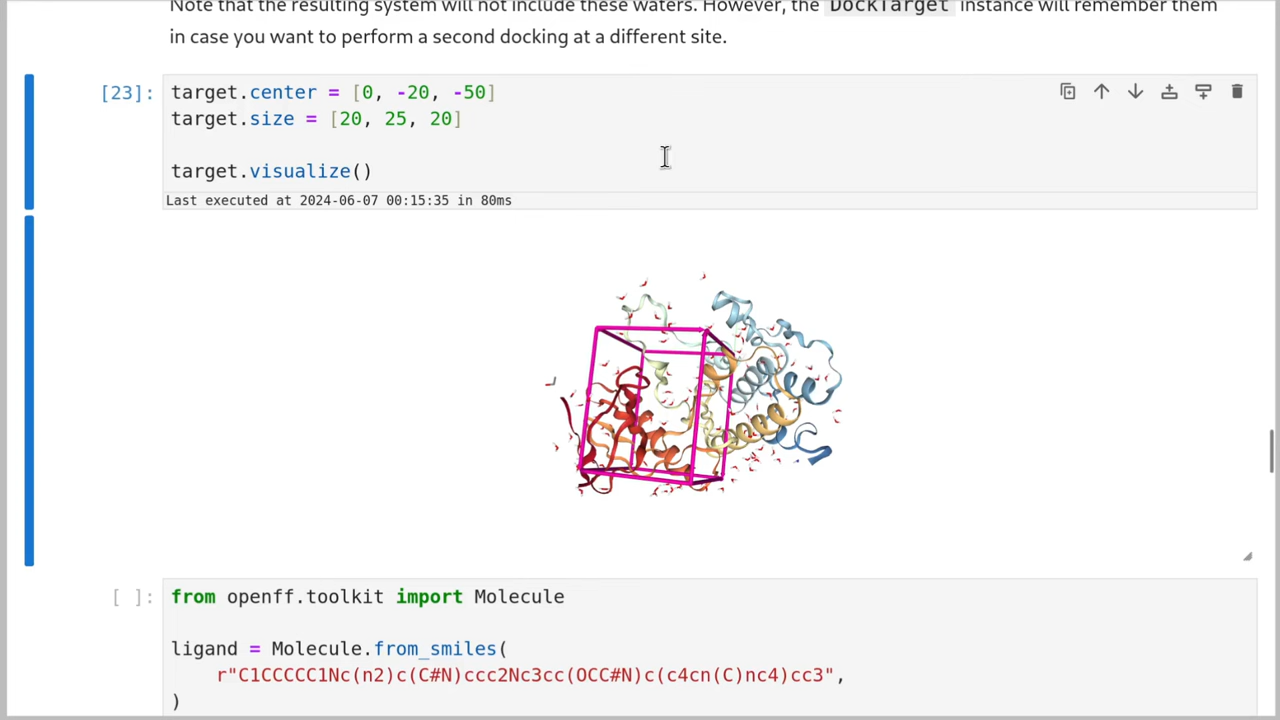 Note that the resulting system will not include these waters. However, the DockTarget instance will remember them
in case you want to perform a second docking at a different site.
[23]: target.center = [0, -20, -50]
target.size = [20, 25, 20]
target.visualize()
Last executed at 2024-06-07 00:15:35 in 80ms
[ ]: from openff.toolkit import Molecule
ligand = Molecule.from_smiles(
r"C1CCCCC1Nc(n2)c(C#N)ccc2Nc3cc(OCC#N)c(c4cn(C)nc4)cc3",
)